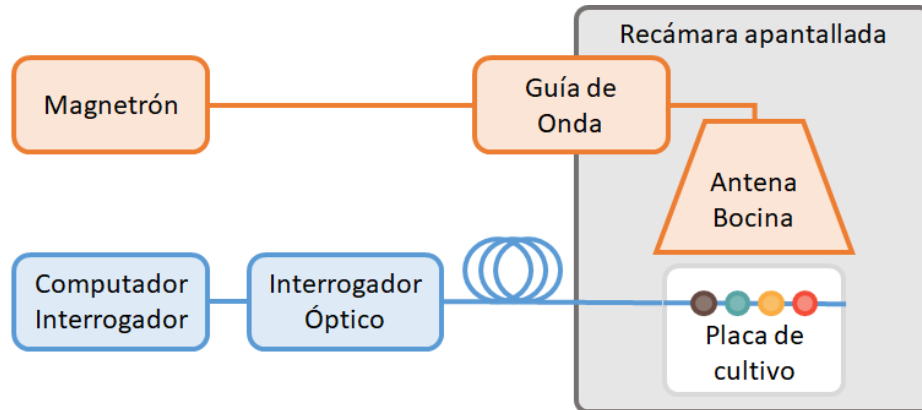 Recámara apantallada
Magnetrón
Guía de
Onda
Antena
Bocina
Computador
Interrogador
Interrogador
Óptico
Placa de
cultivo